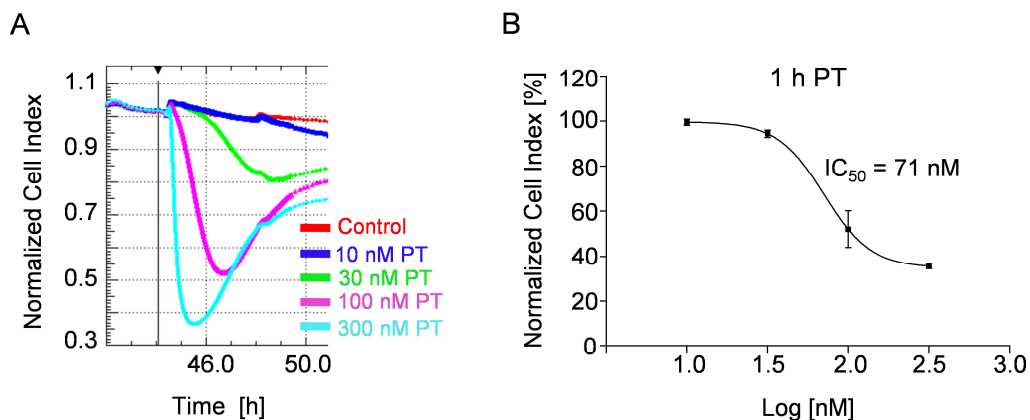 A
Normalized Cell Index
1.1
0.9
0.7
0.5
0.3
46.0
50.0
Time [h]
Control
10 nM PT
30 nM PT
100 nM PT
300 nM PT
B
Normalized Cell Index [%]
120
100
80
60
40
20
0
1 h PT
IC50 = 71 nM
1.0
1.5
2.0
2.5
3.0
Log [nM]